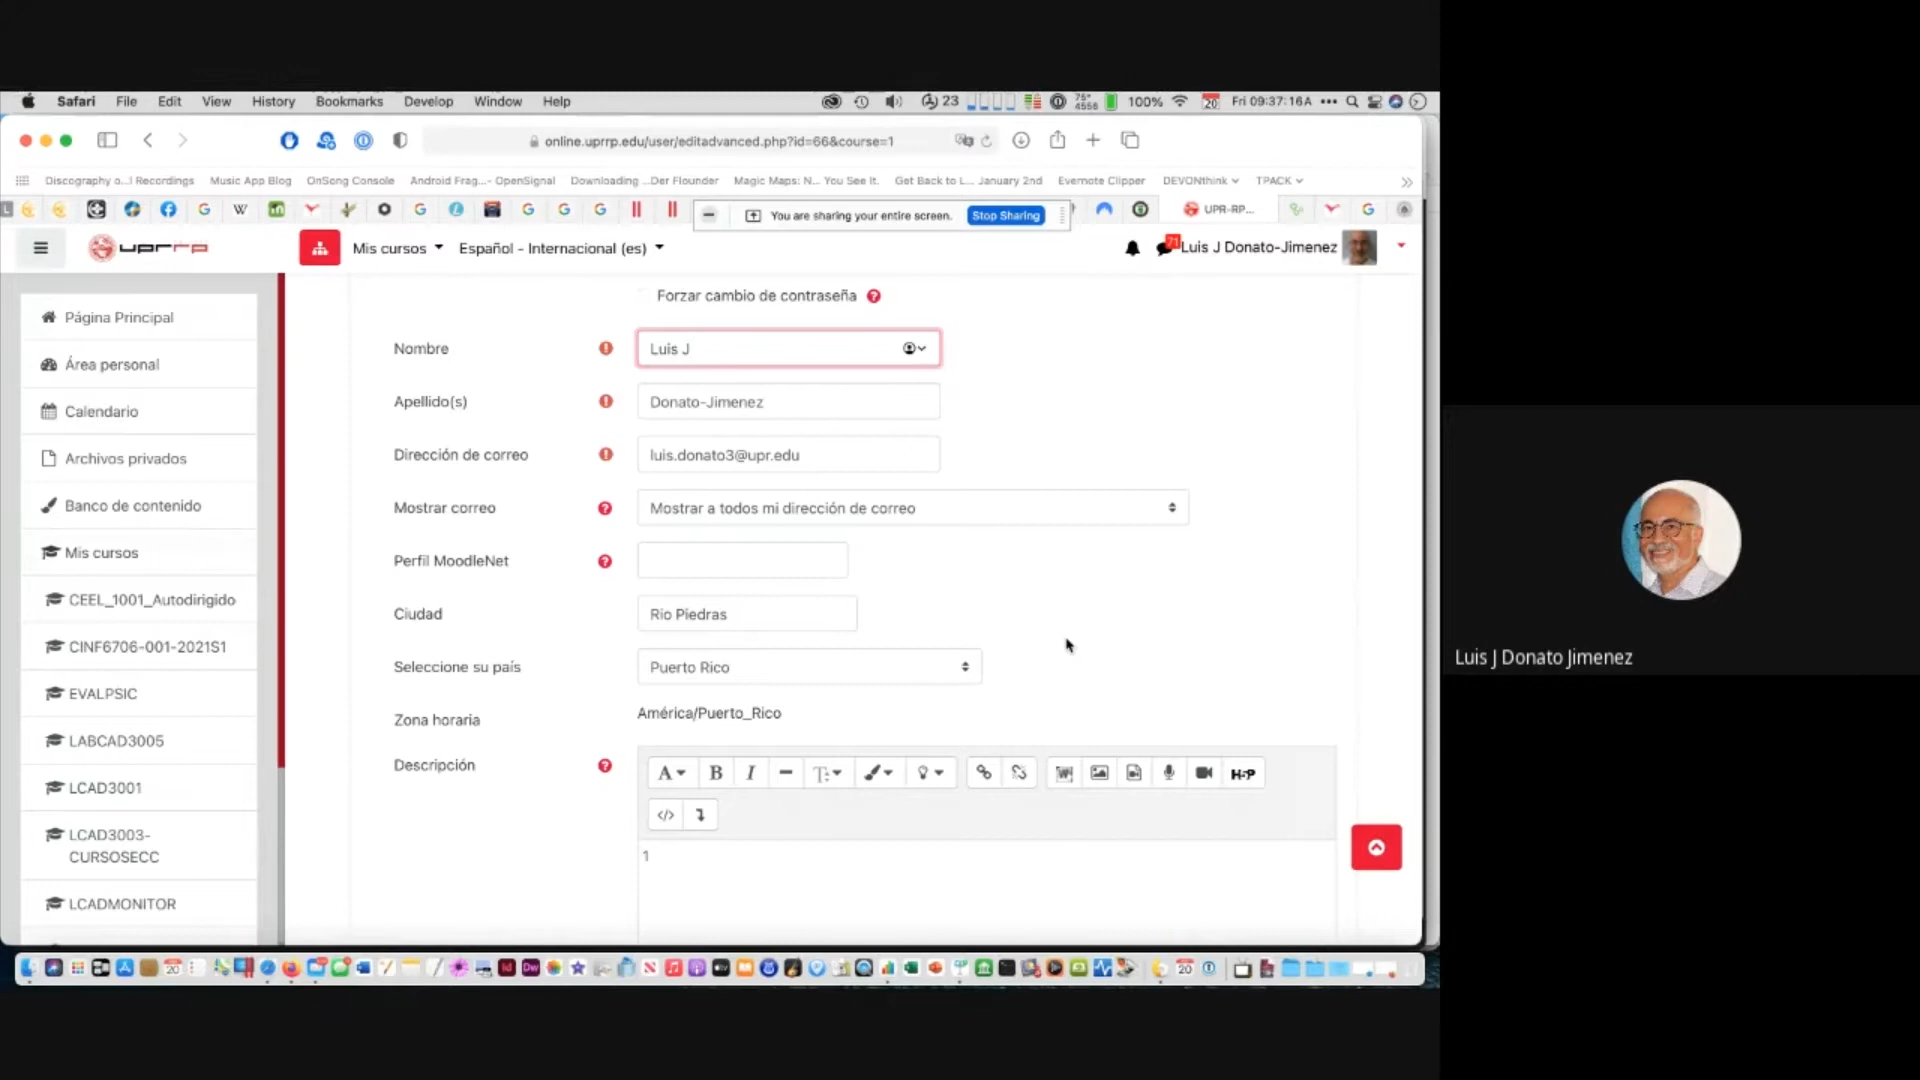 Safari File Edit View History Bookmarks Develop Window Help 23 75° 4556 100% 20 Fri 09:37:16A
online.uprrp.edu/user/editadvanced.php?id=66&course=1
Discography o...l Recordings Music App Blog OnSong Console Android Frag...- OpenSignal Downloading ...Der Flounder Magic Maps: N... You See It. Get Back to L... January 2nd Evernote Clipper DEVONthink TPACK
You are sharing your entire screen. Stop Sharing UPR-RP...
uprrp Mis cursos Español - Internacional (es) 71 Luis J Donato-Jimenez
Página Principal
Área personal
Calendario
Archivos privados
Banco de contenido
Mis cursos
CEEL_1001_Autodirigido
CINF6706-001-2021S1
EVALPSIC
LABCAD3005
LCAD3001
LCAD3003-
CURSOSECC
LCADMONITOR
Forzar cambio de contraseña
Nombre Luis J
Apellido(s) Donato-Jimenez
Dirección de correo luis.donato3@upr.edu
Mostrar correo Mostrar a todos mi dirección de correo
Perfil MoodleNet
Ciudad Rio Piedras
Seleccione su país Puerto Rico
Zona horaria América/Puerto_Rico
Descripción A B I T H-P
</>
1
Luis J Donato Jimenez